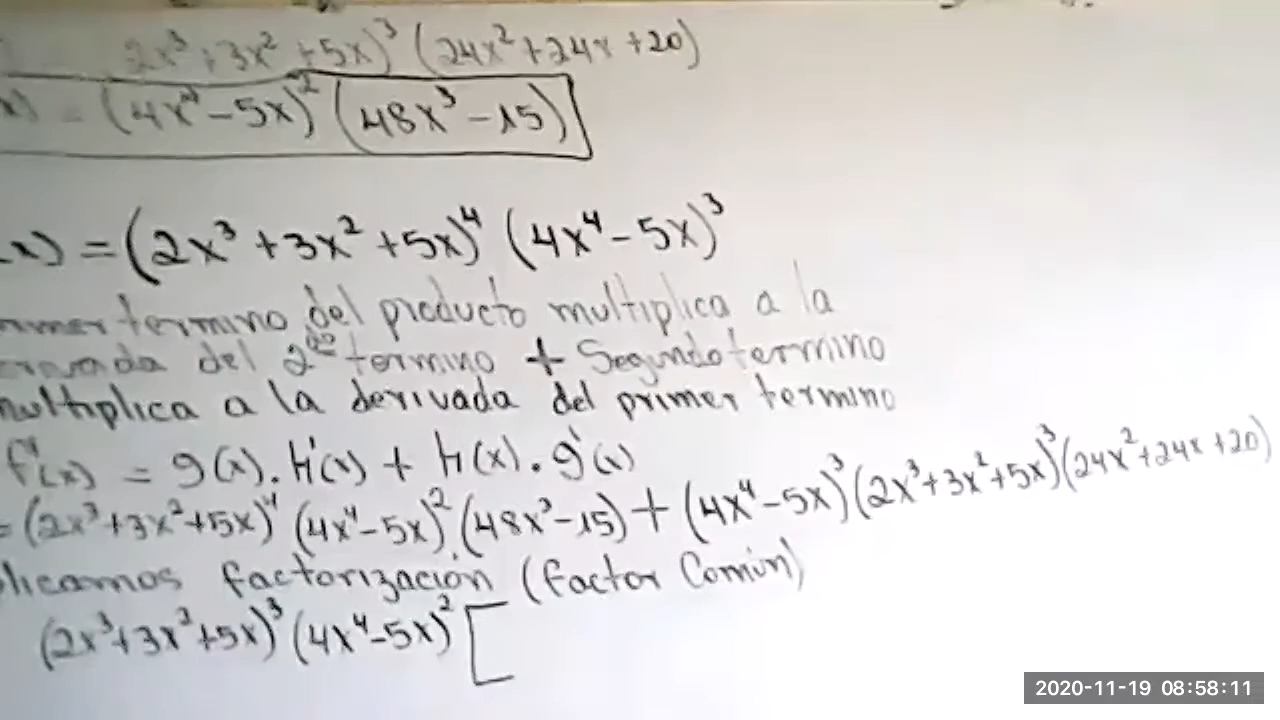 2x³+3x²+5x)³ (24x²+24x+20)
x) = (4x⁴-5x)² (48x³-15)
x) = (2x³+3x²+5x)⁴ (4x⁴-5x)³
termino del producto multiplica a la
del 2do termino + Segundo termino
multiplica a la derivada del primer termino
f'(x) = g(x).h'(x) + h(x).g'(x)
= (2x³+3x²+5x)⁴ (4x⁴-5x)².(48x³-15) + (4x⁴-5x)³(2x³+3x²+5x)³(24x²+24x+20)
licamos factorización (factor Común)
(2x³+3x²+5x)³ (4x⁴-5x)² [
2020-11-19 08:58:11